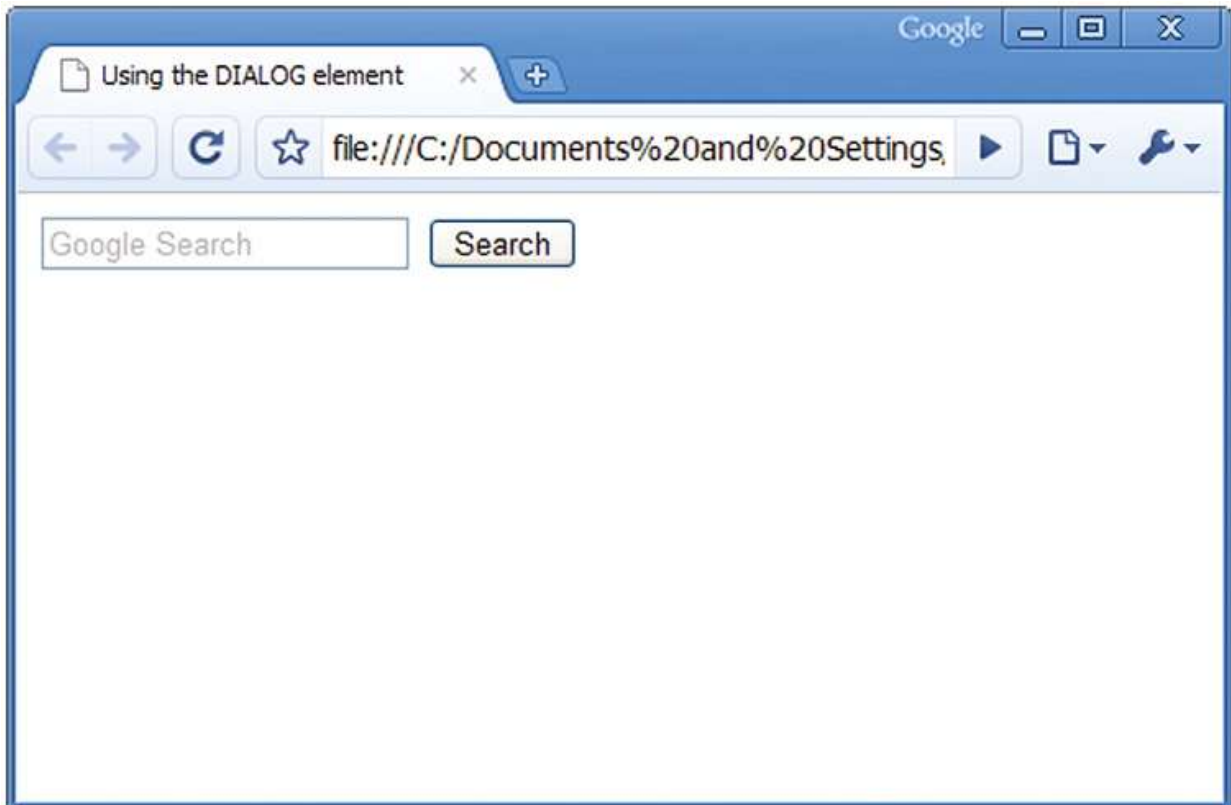 Google
Using the DIALOG element
file:///C:/Documents%20and%20Settings,
Google Search
Search